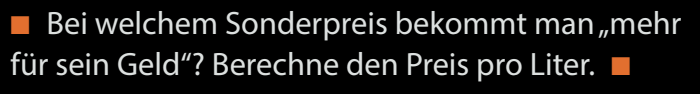 ■ Bei welchem Sonderpreis bekommt man „mehr
für sein Geld“? Berechne den Preis pro Liter. ■